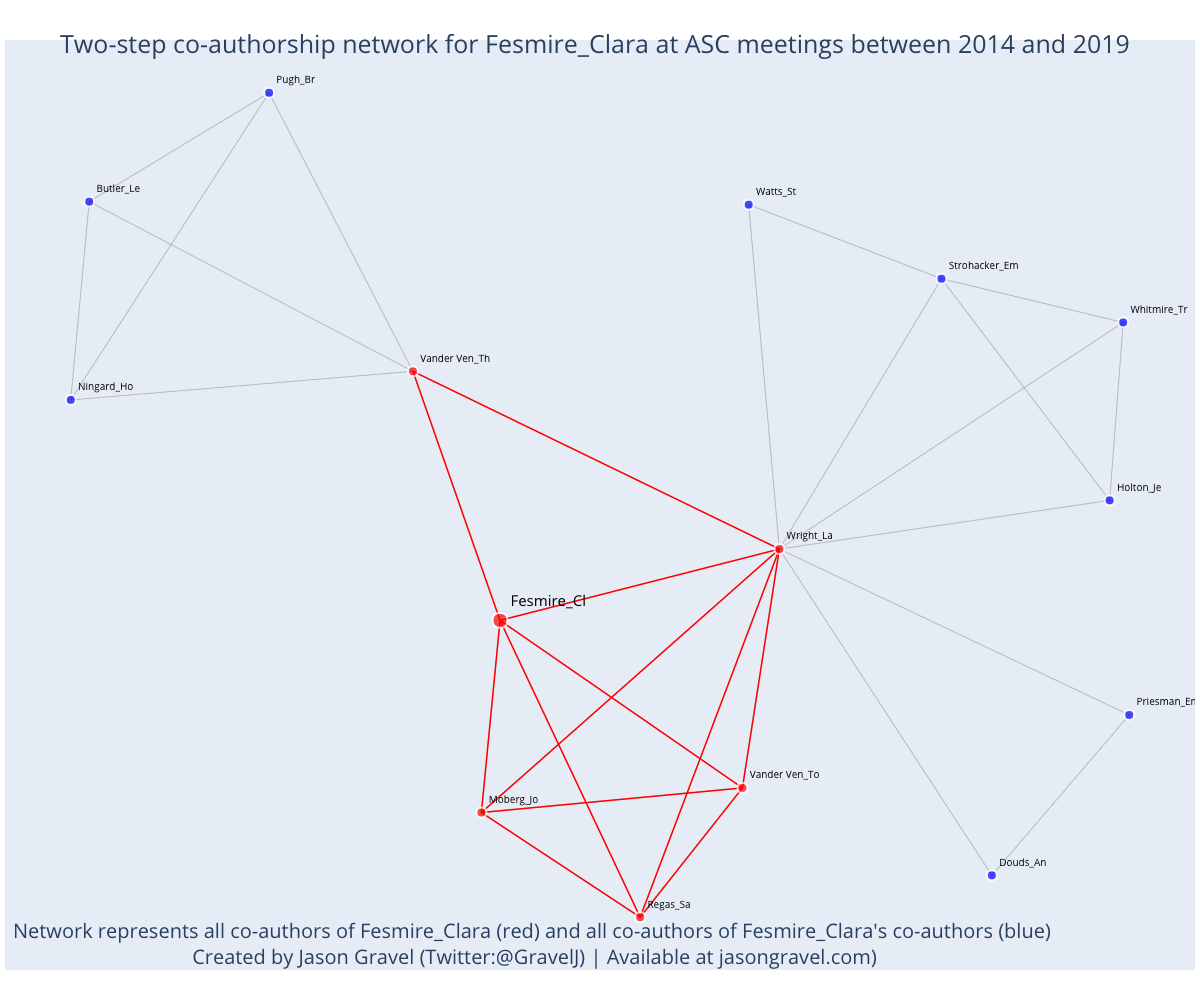 Two-step co-authorship network for Fesmire_Clara at ASC meetings between 2014 and 2019
Pugh_Br
Butler_Le
Watts_St
Strohacker_Em
Whitmire_Tr
Vander Ven_Th
Ningard_Ho
Holton_Je
Wright_La
Fesmire_Cl
Priesman_Em
Vander Ven_To
Moberg_Jo
Douds_An
Regas_Sa
Network represents all co-authors of Fesmire_Clara (red) and all co-authors of Fesmire_Clara's co-authors (blue)
Created by Jason Gravel (Twitter:@GravelJ) | Available at jasongravel.com)